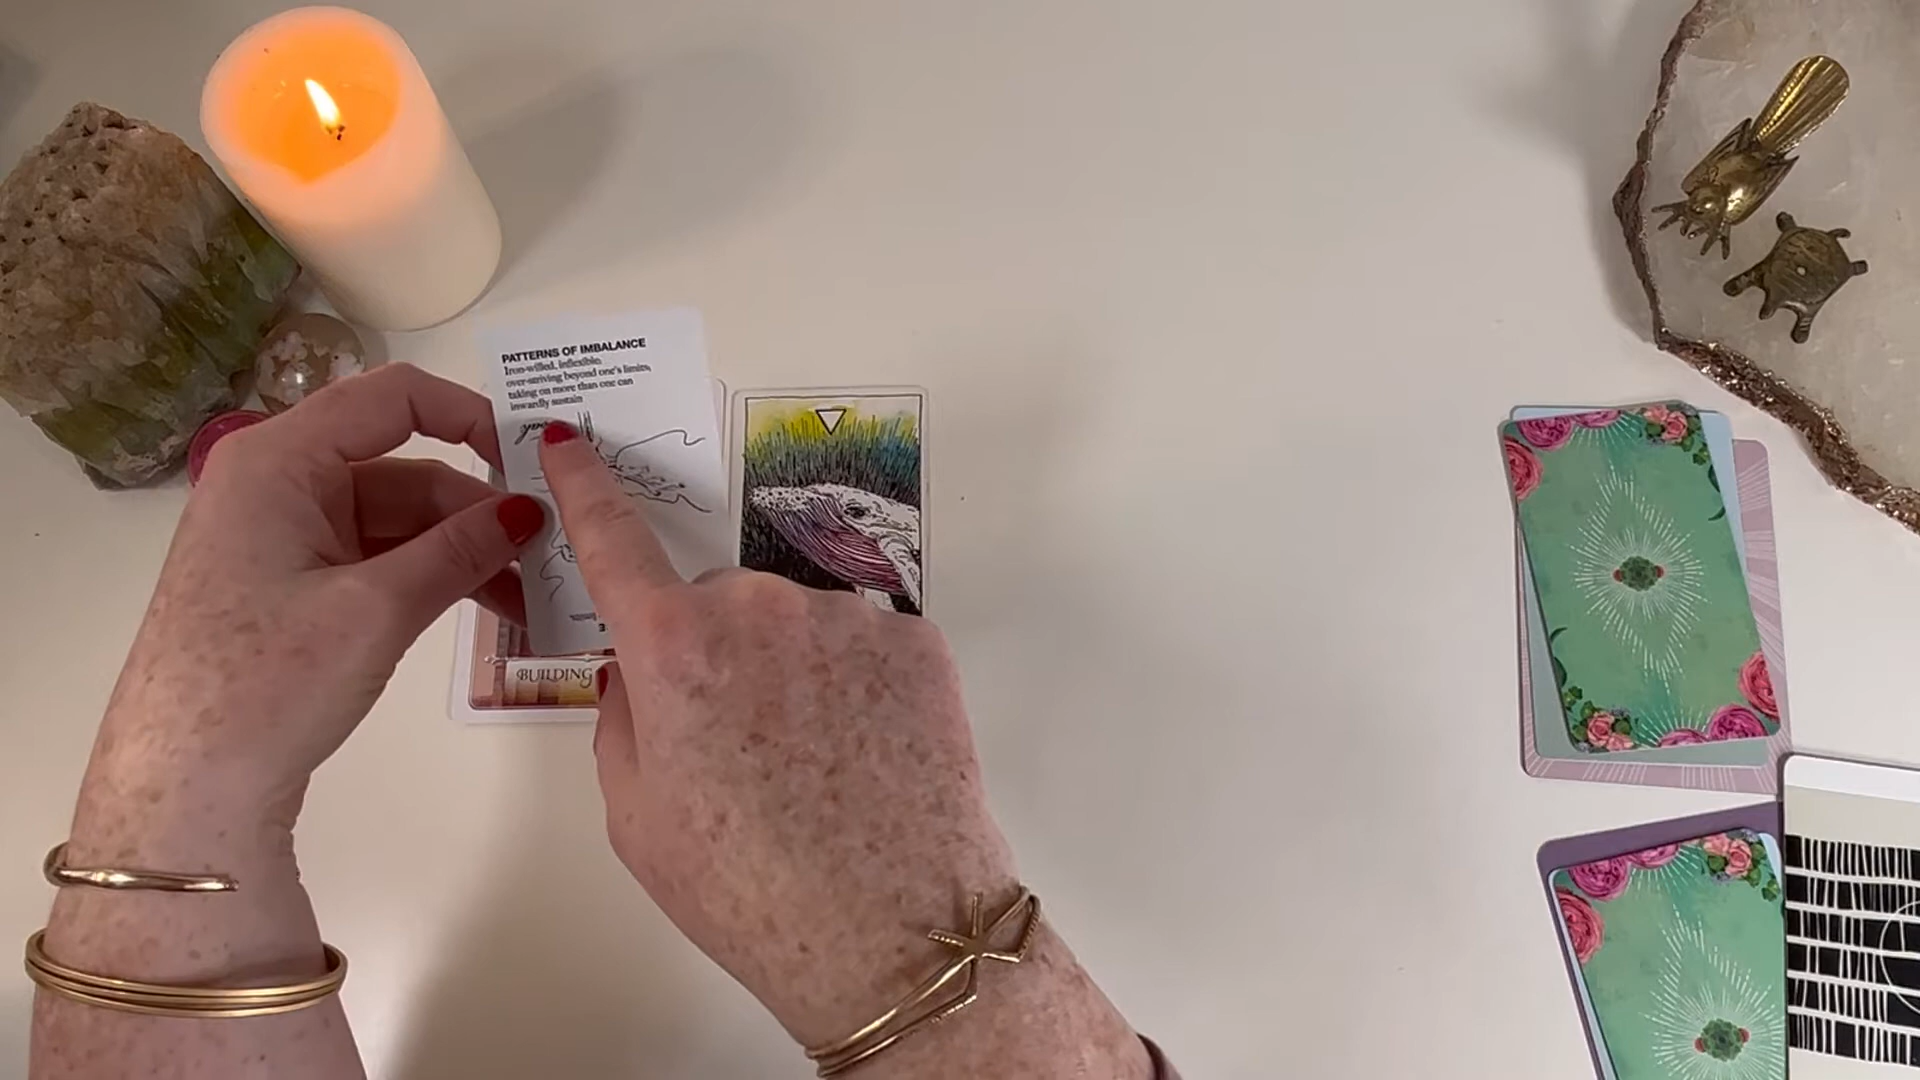 PATTERNS OF IMBALANCE
Iron-willed, inflexible,
over-striving beyond one's limits,
taking on more than one can
inwardly sustain
BUILDING